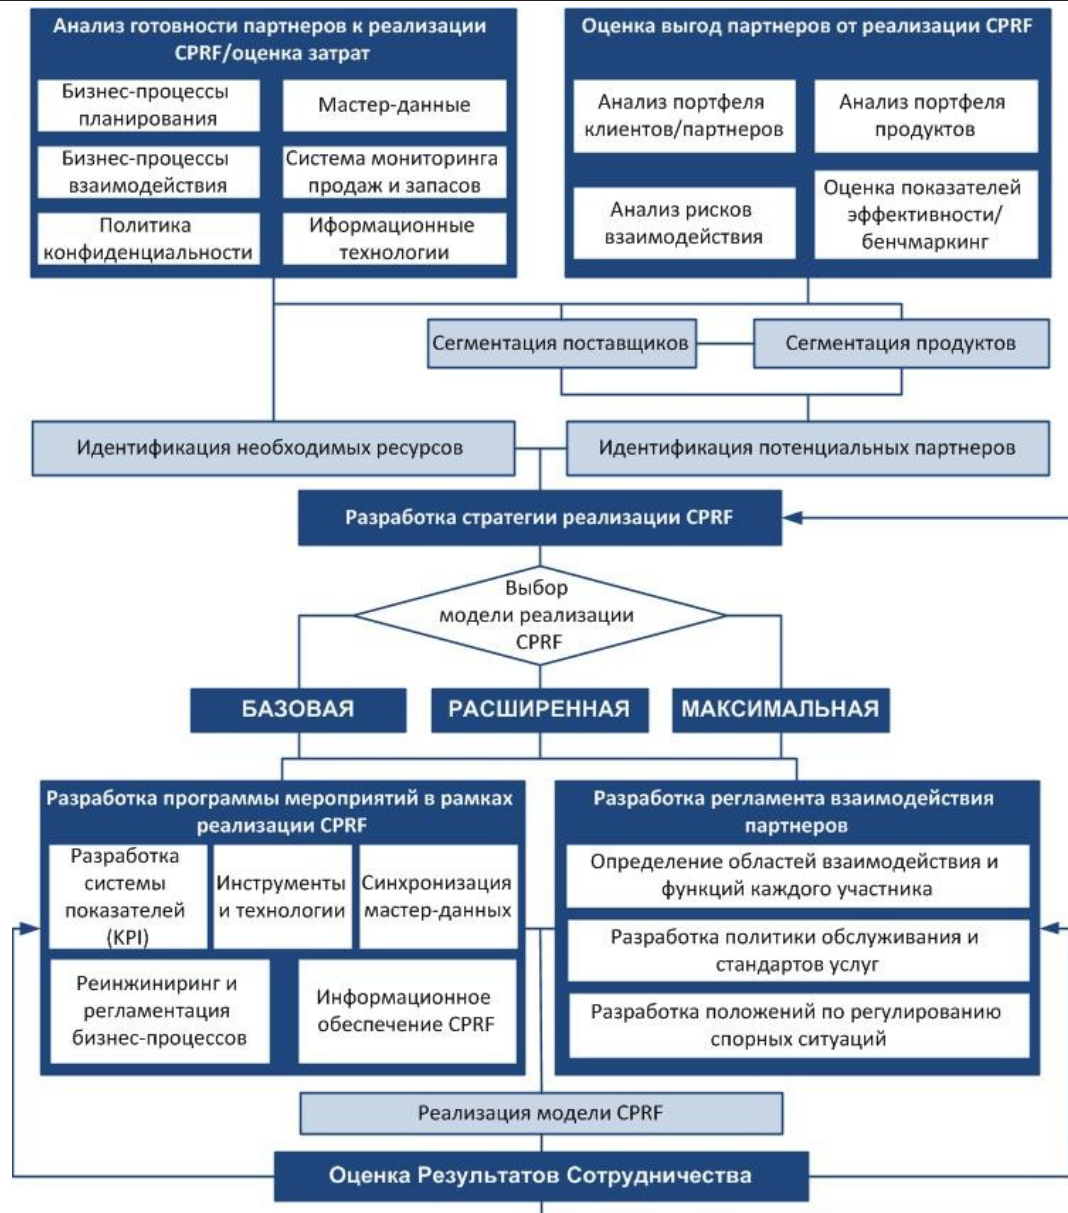 Анализ готовности партнеров к реализации
CPRF/оценка затрат
Бизнес-процессы
планирования
Мастер-данные
Бизнес-процессы
взаимодействия
Система мониторинга
продаж и запасов
Политика
конфиденциальности
Иформационные
технологии
Оценка выгод партнеров от реализации CPRF
Анализ портфеля
клиентов/партнеров
Анализ портфеля
продуктов
Анализ рисков
взаимодействия
Оценка показателей
эффективности/
бенчмаркинг
Сегментация поставщиков
Сегментация продуктов
Идентификация необходимых ресурсов
Идентификация потенциальных партнеров
Разработка стратегии реализации CPRF
Выбор
модели реализации
CPRF
БАЗОВАЯ
РАСШИРЕННАЯ
МАКСИМАЛЬНАЯ
Разработка программы мероприятий в рамках
реализации CPRF
Разработка
системы
показателей
(KPI)
Инструменты
и технологии
Синхронизация
мастер-данных
Реинжиниринг и
регламентация
бизнес-процессов
Информационное
обеспечение CPRF
Разработка регламента взаимодействия
партнеров
Определение областей взаимодействия и
функций каждого участника
Разработка политики обслуживания и
стандартов услуг
Разработка положений по регулированию
спорных ситуаций
Реализация модели CPRF
Оценка Результатов Сотрудничества